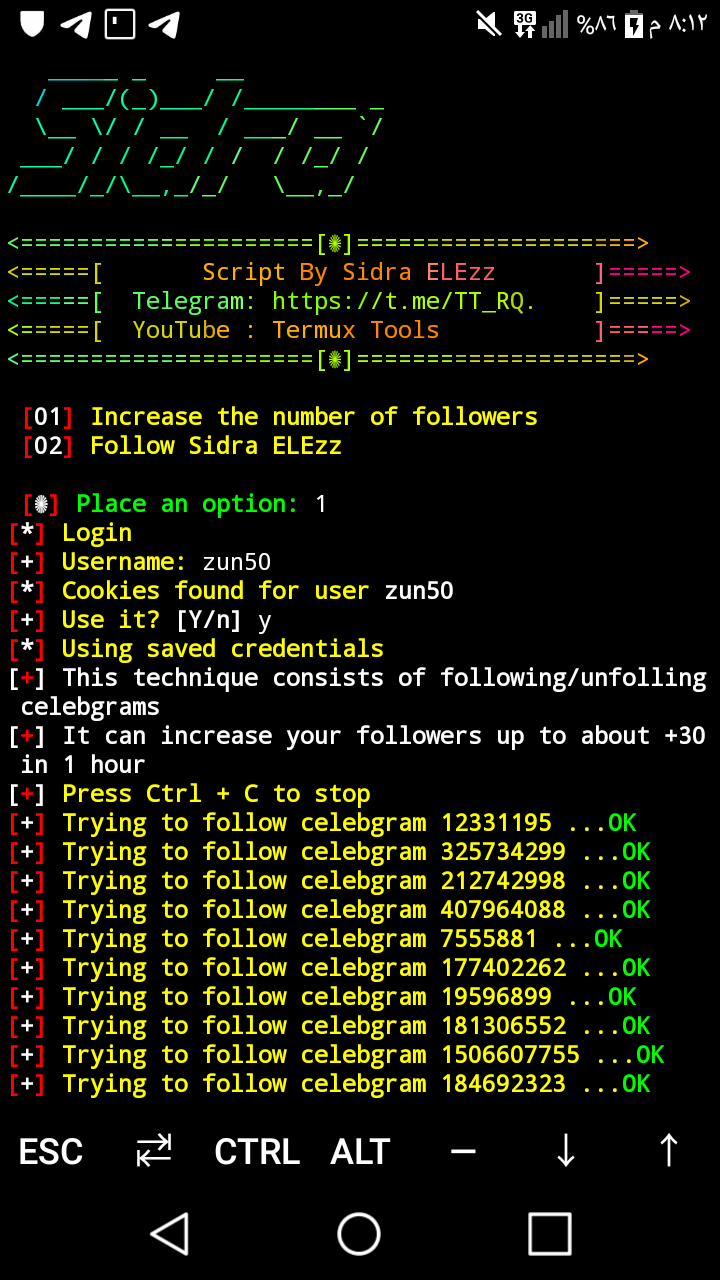 %٨٦ م ٨:١٢
3G
Sidra
<=====================[✺]====================>
<=====[ Script By Sidra ELEzz ]=====>
<=====[ Telegram: https://t.me/TT_RQ. ]=====>
<=====[ YouTube : Termux Tools ]=====>
<=====================[✺]====================>
[01] Increase the number of followers
[02] Follow Sidra ELEzz
[✺] Place an option: 1
[*] Login
[+] Username: zun50
[*] Cookies found for user zun50
[+] Use it? [Y/n] y
[*] Using saved credentials
[+] This technique consists of following/unfolling
celebgrams
[+] It can increase your followers up to about +30
in 1 hour
[+] Press Ctrl + C to stop
[+] Trying to follow celebgram 12331195 ...OK
[+] Trying to follow celebgram 325734299 ...OK
[+] Trying to follow celebgram 212742998 ...OK
[+] Trying to follow celebgram 407964088 ...OK
[+] Trying to follow celebgram 7555881 ...OK
[+] Trying to follow celebgram 177402262 ...OK
[+] Trying to follow celebgram 19596899 ...OK
[+] Trying to follow celebgram 181306552 ...OK
[+] Trying to follow celebgram 1506607755 ...OK
[+] Trying to follow celebgram 184692323 ...OK
ESC ⇄ CTRL ALT — ↓ ↑